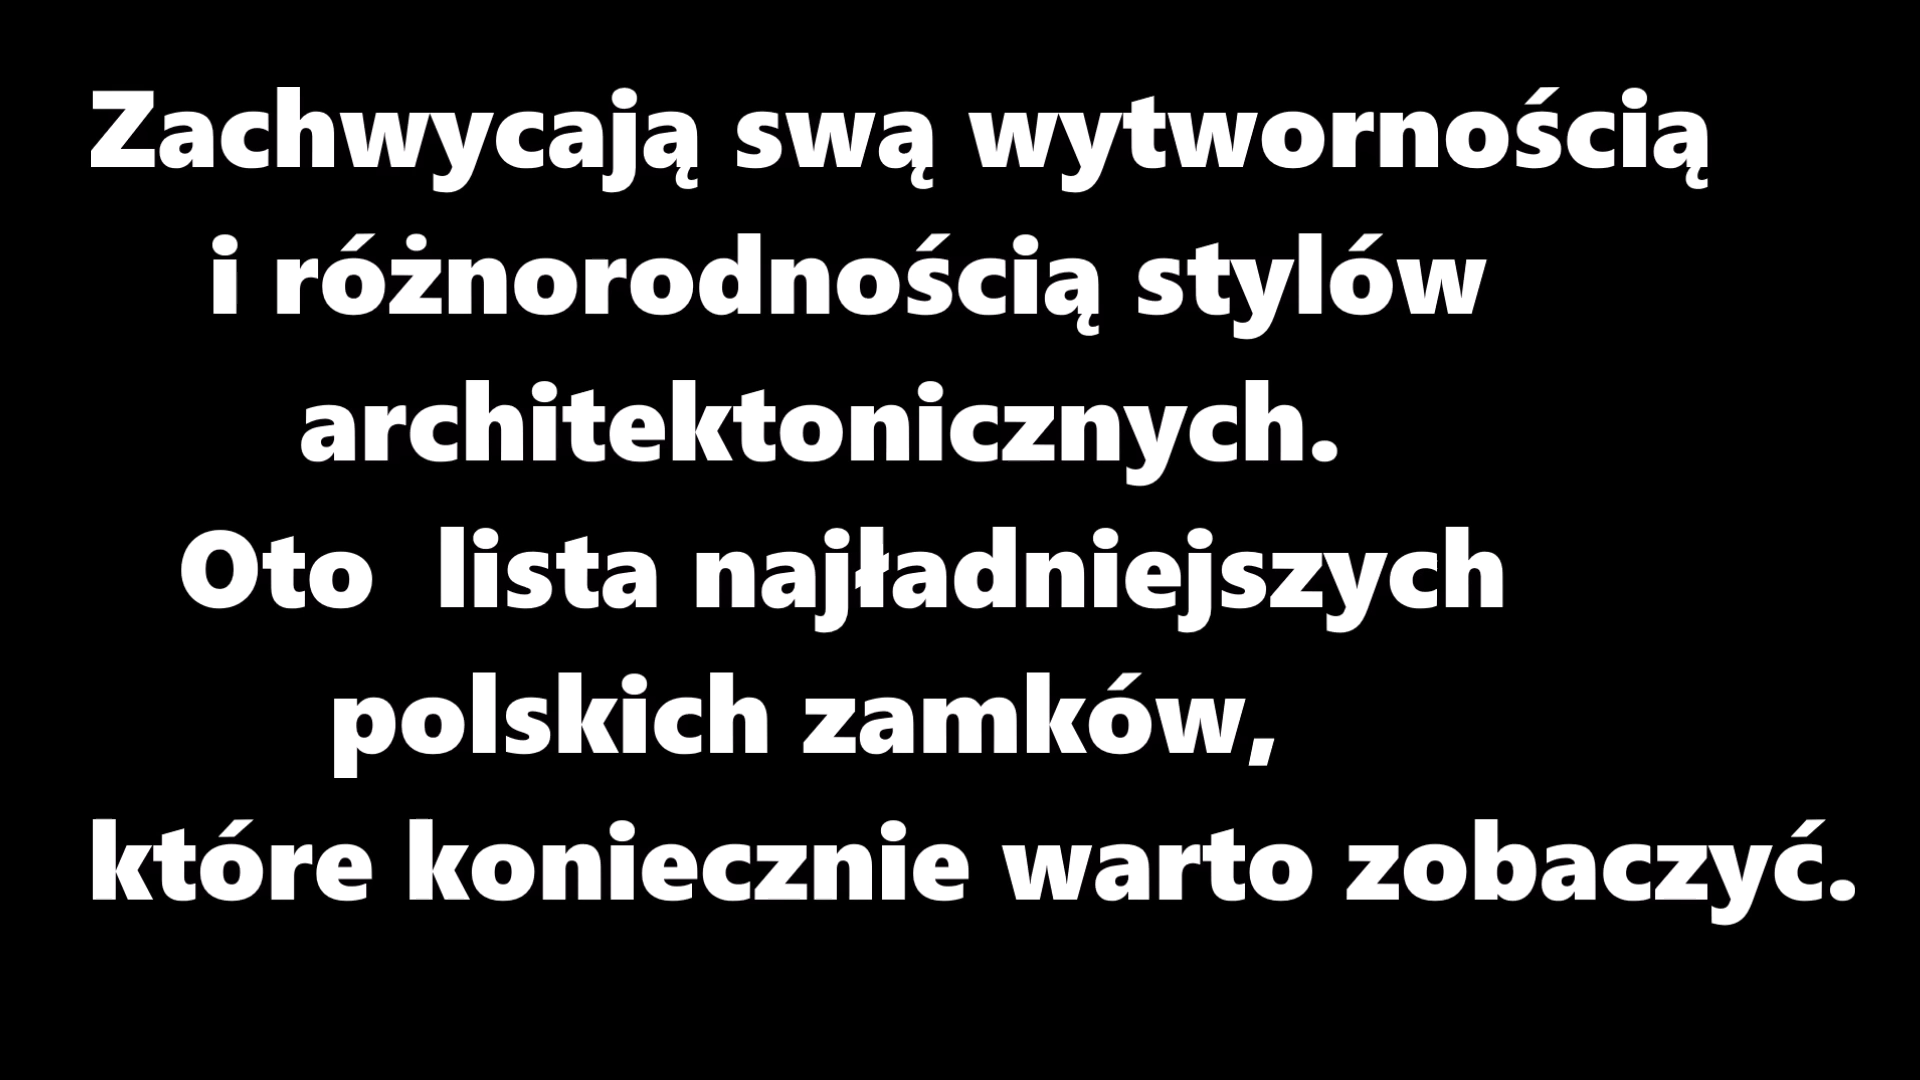 Zachwycają swą wytwornością
i różnorodnością stylów
architektonicznych.
Oto  lista najładniejszych
polskich zamków,
które koniecznie warto zobaczyć.